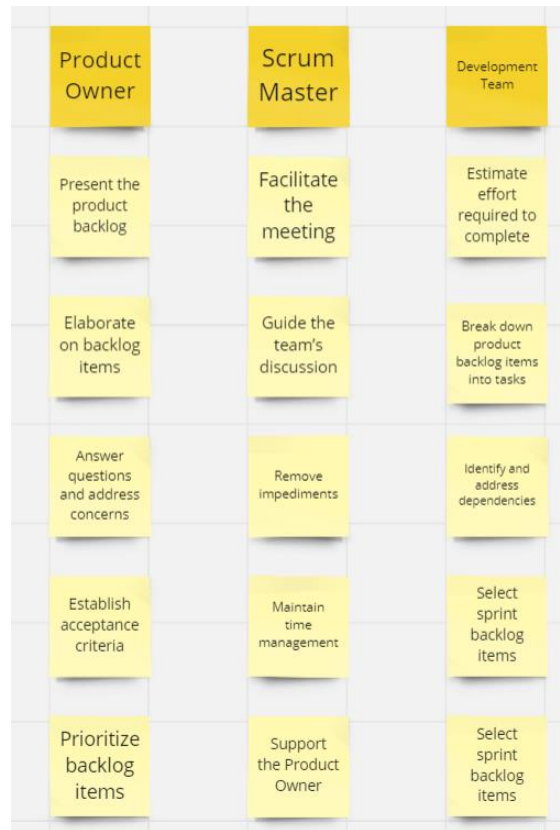 Product
Owner
Present the
product
backlog
Elaborate
on backlog
items
Answer
questions
and address
concerns
Establish
acceptance
criteria
Prioritize
backlog
items
Scrum
Master
Facilitate
the
meeting
Guide the
team's
discussion
Remove
impediments
Maintain
time
management
Support
the Product
Owner
Development
Team
Estimate
effort
required to
complete
Break down
product
backlog items
into tasks
Identify and
address
dependencies
Select
sprint
backlog
items
Select
sprint
backlog
items